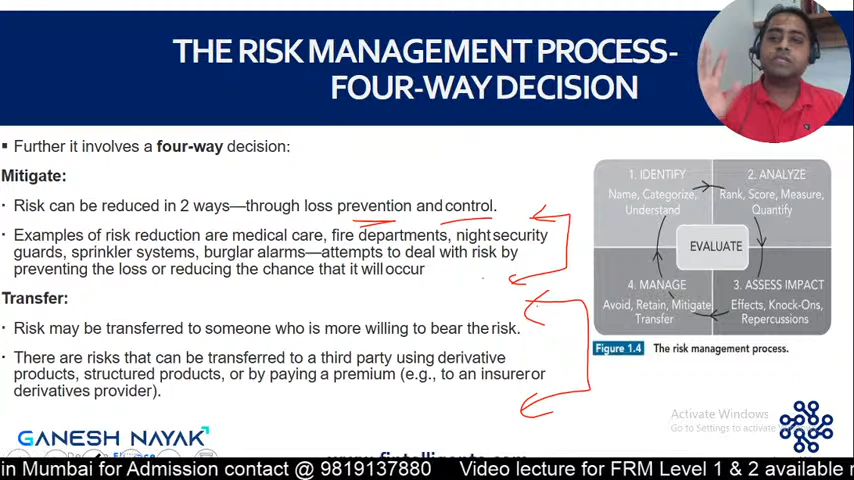 THE RISK MANAGEMENT PROCESS-
FOUR-WAY DECISION
▪ Further it involves a four-way decision:
Mitigate:
• Risk can be reduced in 2 ways—through loss prevention and control.
• Examples of risk reduction are medical care, fire departments, night security
guards, sprinkler systems, burglar alarms—attempts to deal with risk by
preventing the loss or reducing the chance that it will occur
Transfer:
• Risk may be transferred to someone who is more willing to bear the risk.
• There are risks that can be transferred to a third party using derivative
products, structured products, or by paying a premium (e.g., to an insurer or
derivatives provider).
1. IDENTIFY
Name, Categorize,
Understand
2. ANALYZE
Rank, Score, Measure,
Quantify
EVALUATE
4. MANAGE
Avoid, Retain, Mitigate,
Transfer
3. ASSESS IMPACT
Effects, Knock-Ons,
Repercussions
Figure 1.4 The risk management process.
Activate Windows
Go to Settings to activate
GANESH NAYAK
in Mumbai for Admission contact @ 9819137880 Video lecture for FRM Level 1 & 2 available